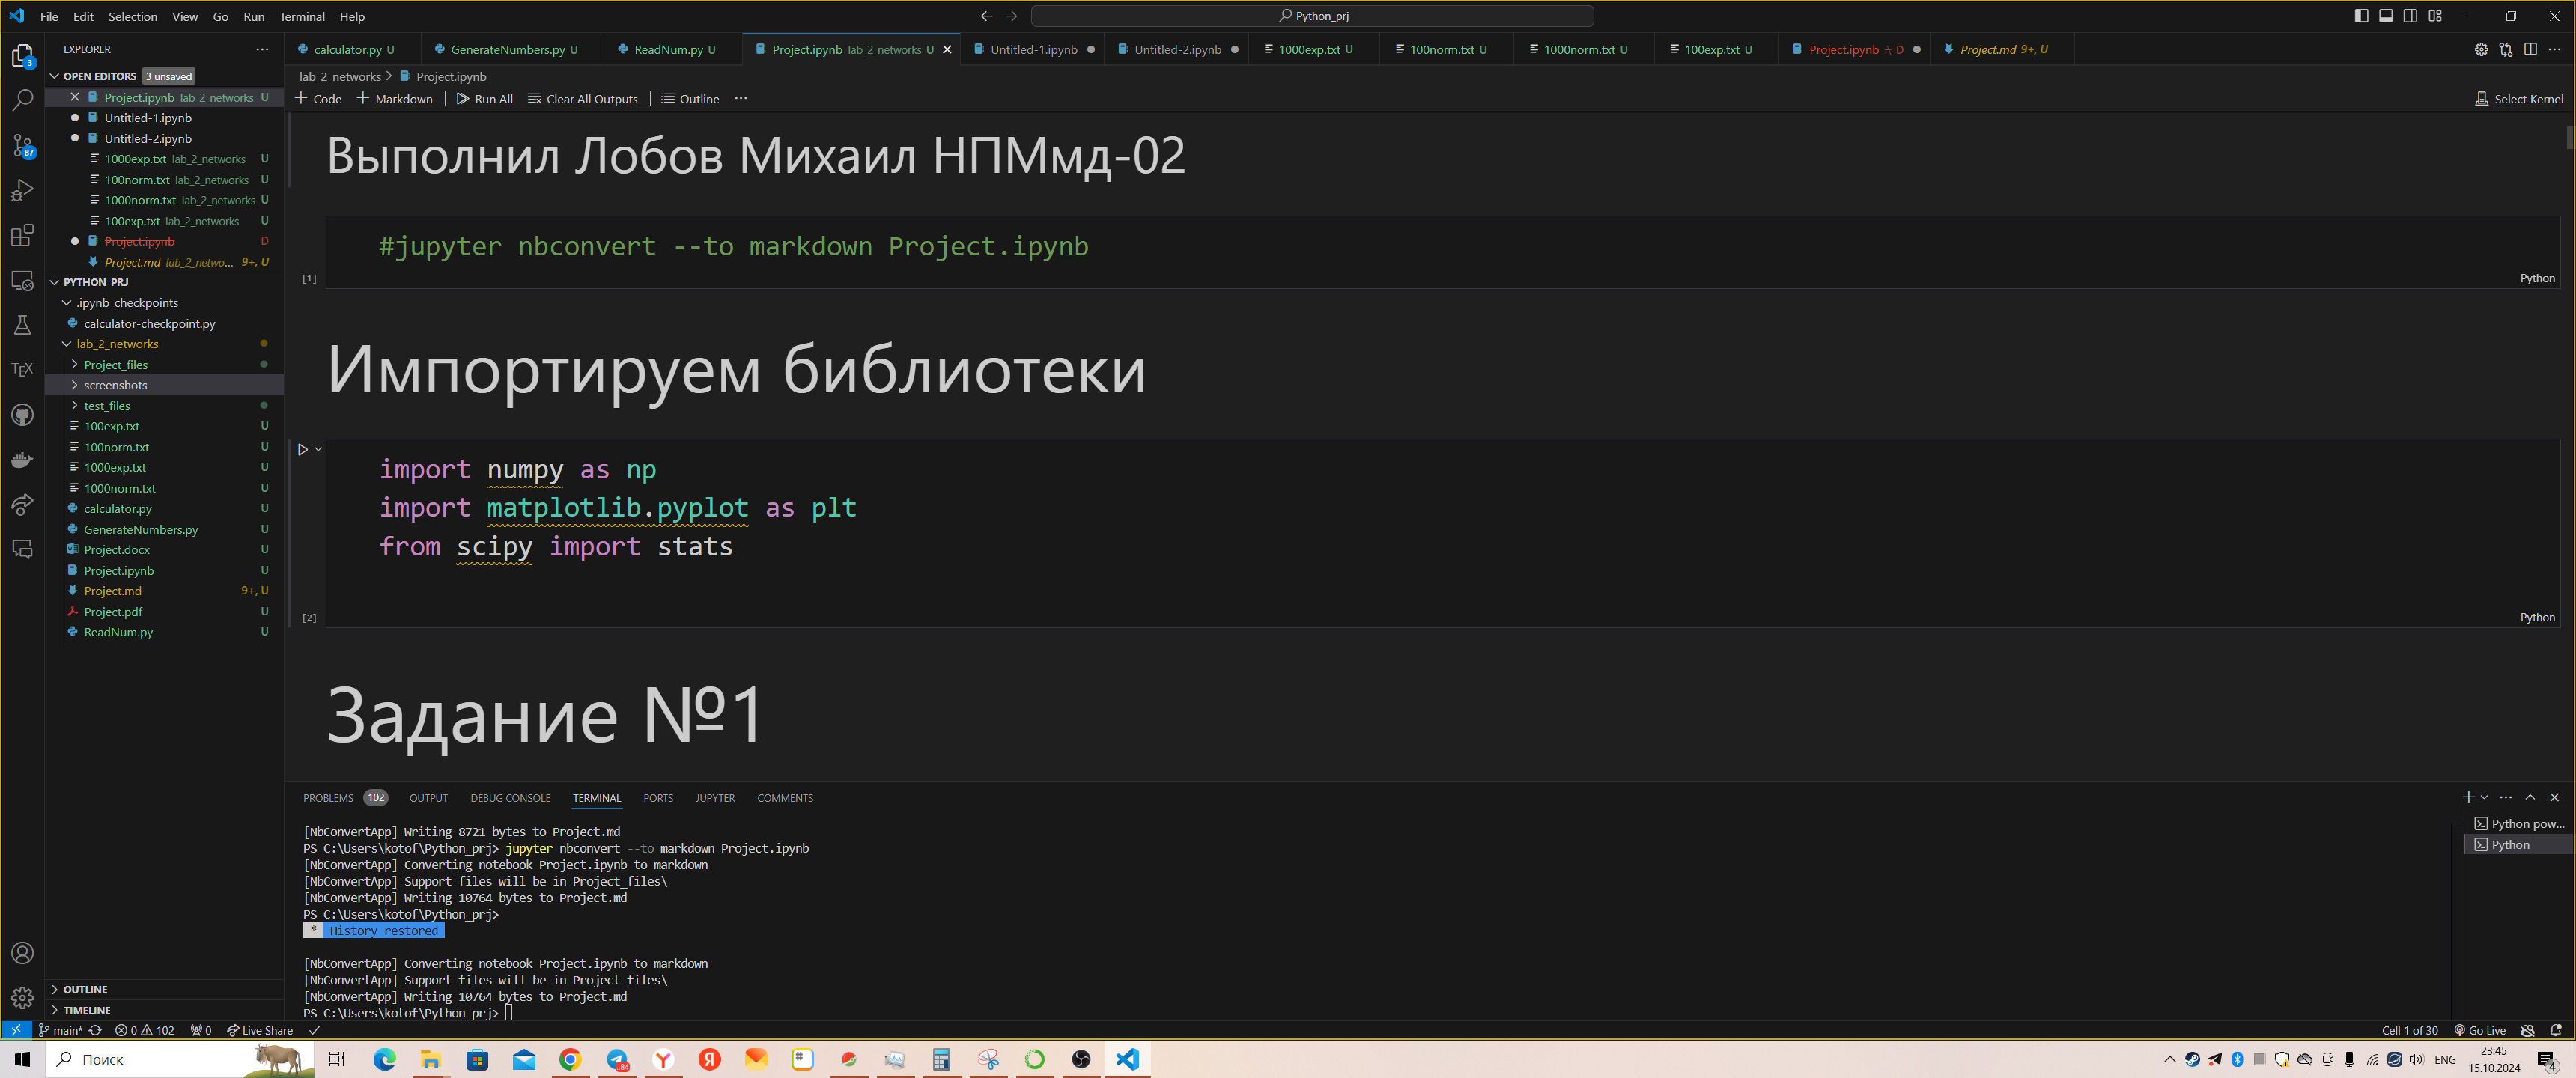 File Edit Selection View Go Run Terminal Help
Python_prj
EXPLORER
OPEN EDITORS 3 unsaved
Project.ipynb lab_2_networks U
Untitled-1.ipynb
Untitled-2.ipynb
1000exp.txt lab_2_networks U
100norm.txt lab_2_networks U
1000norm.txt lab_2_networks U
100exp.txt lab_2_networks U
Project.ipynb D
Project.md lab_2_netwo... 9+, U
PYTHON_PRJ
.ipynb_checkpoints
calculator-checkpoint.py
lab_2_networks
Project_files
screenshots
test_files
100exp.txt U
100norm.txt U
1000exp.txt U
1000norm.txt U
calculator.py U
GenerateNumbers.py U
Project.docx U
Project.ipynb U
Project.md 9+, U
Project.pdf U
ReadNum.py U
OUTLINE
TIMELINE
calculator.py U GenerateNumbers.py U ReadNum.py U Project.ipynb lab_2_networks U Untitled-1.ipynb Untitled-2.ipynb 1000exp.txt U 100norm.txt U 1000norm.txt U 100exp.txt U Project.ipynb D Project.md 9+, U
lab_2_networks > Project.ipynb
Code Markdown Run All Clear All Outputs Outline Select Kernel
Выполнил Лобов Михаил НПМмд-02
#jupyter nbconvert --to markdown Project.ipynb
[1] Python
Импортируем библиотеки
import numpy as np
import matplotlib.pyplot as plt
from scipy import stats
[2] Python
Задание №1
PROBLEMS 102 OUTPUT DEBUG CONSOLE TERMINAL PORTS JUPYTER COMMENTS
[NbConvertApp] Writing 8721 bytes to Project.md
PS C:\Users\kotof\Python_prj> jupyter nbconvert --to markdown Project.ipynb
[NbConvertApp] Converting notebook Project.ipynb to markdown
[NbConvertApp] Support files will be in Project_files\
[NbConvertApp] Writing 10764 bytes to Project.md
PS C:\Users\kotof\Python_prj>
* History restored
[NbConvertApp] Converting notebook Project.ipynb to markdown
[NbConvertApp] Support files will be in Project_files\
[NbConvertApp] Writing 10764 bytes to Project.md
PS C:\Users\kotof\Python_prj>
Python pow...
Python
main* 0 102 0 Live Share Cell 1 of 30 Go Live
Поиск
ENG
23:45
15.10.2024